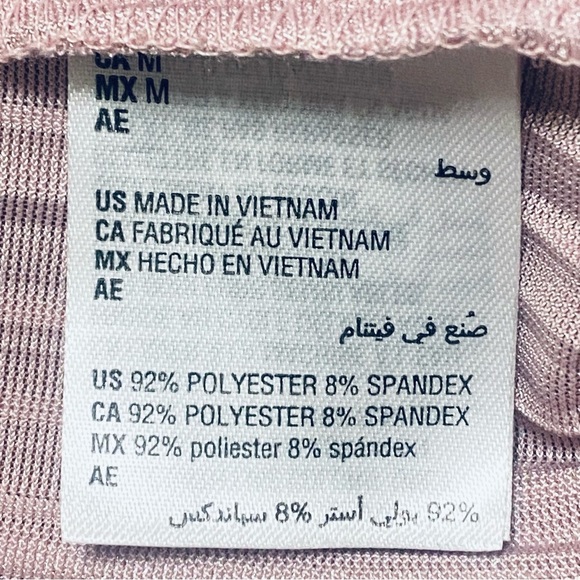 CA M
MX M
AE
وسط
US MADE IN VIETNAM
CA FABRIQUÉ AU VIETNAM
MX HECHO EN VIETNAM
AE
صُنع في فيتنام
US 92% POLYESTER 8% SPANDEX
CA 92% POLYESTER 8% SPANDEX
MX 92% poliester 8% spándex
AE
92% بولي أستر 8% سباندكس